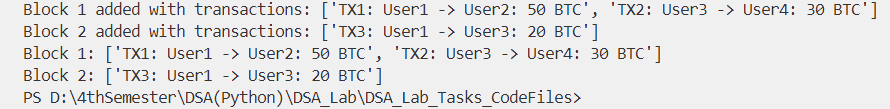 Block 1 added with transactions: ['TX1: User1 -> User2: 50 BTC', 'TX2: User3 -> User4: 30 BTC']
Block 2 added with transactions: ['TX3: User1 -> User3: 20 BTC']
Block 1: ['TX1: User1 -> User2: 50 BTC', 'TX2: User3 -> User4: 30 BTC']
Block 2: ['TX3: User1 -> User3: 20 BTC']
PS D:\4thSemester\DSA(Python)\DSA_Lab\DSA_Lab_Tasks_CodeFiles>